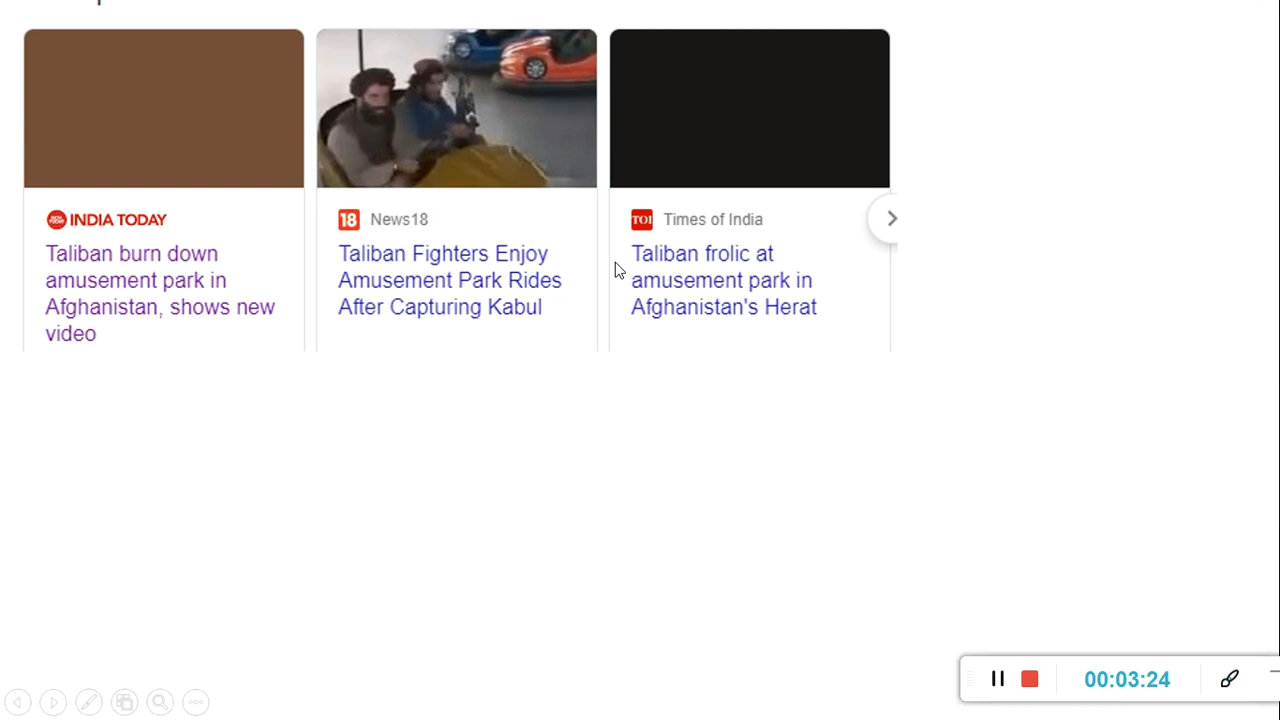 INDIA TODAY
Taliban burn down
amusement park in
Afghanistan, shows new
video
18 News18
Taliban Fighters Enjoy
Amusement Park Rides
After Capturing Kabul
TOI Times of India
Taliban frolic at
amusement park in
Afghanistan's Herat
00:03:24